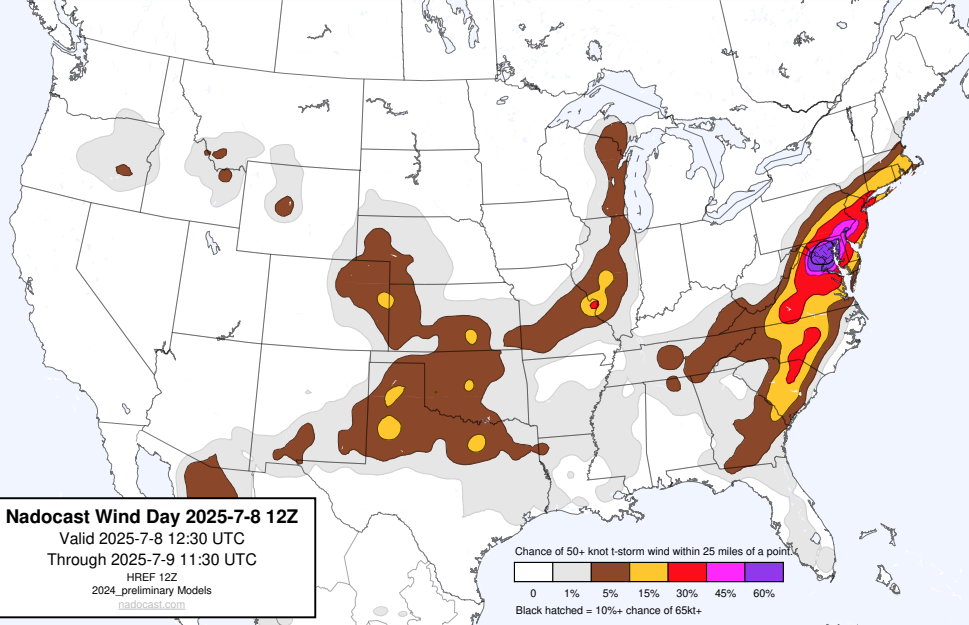 Nadocast Wind Day 2025-7-8 12Z
Valid 2025-7-8 12:30 UTC
Through 2025-7-9 11:30 UTC
HREF 12Z
2024_preliminary Models
nadocast.com
Chance of 50+ knot t-storm wind within 25 miles of a point.
0 1% 5% 15% 30% 45% 60%
Black hatched = 10%+ chance of 65kt+